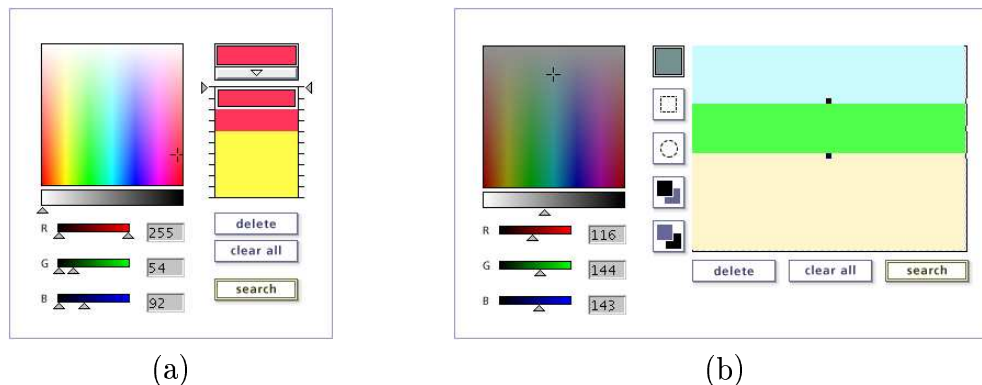 R 255
G 54
B 92
delete
clear all
search
(a)
R 116
G 144
B 143
delete clear all search
(b)